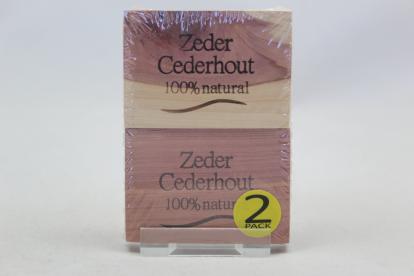 Zeder
Cederhout
100% natural
Zeder
Cederhout
100% natural
2
PACK